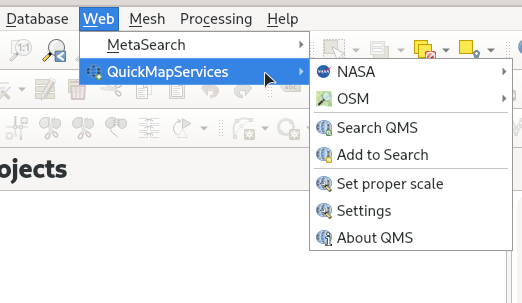 Database Web Mesh Processing Help
MetaSearch
QuickMapServices
NASA
OSM
Search QMS
Add to Search
Set proper scale
Settings
About QMS
ojects